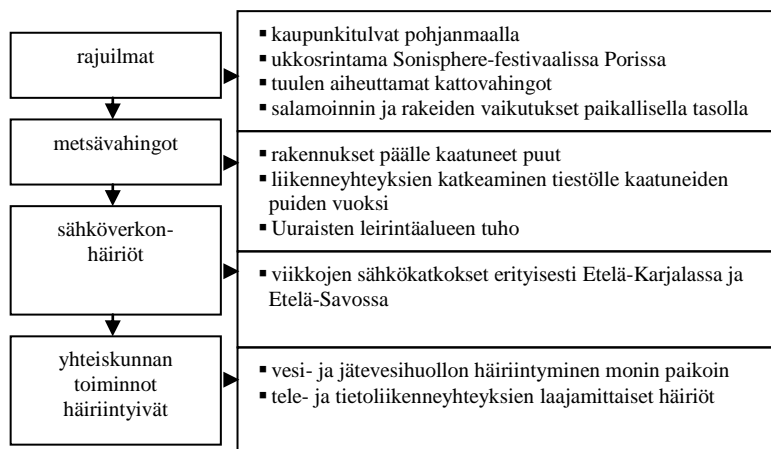 rajuilmat
▪ kaupunkitulvat pohjanmaalla
▪ ukkosrintama Sonisphere-festivaalissa Porissa
▪ tuulen aiheuttamat kattovahingot
▪ salamoinnin ja rakeiden vaikutukset paikallisella tasolla
metsävahingot
▪ rakennukset päälle kaatuneet puut
▪ liikenneyhteyksien katkeaminen tiestölle kaatuneiden
puiden vuoksi
▪ Uuraisten leirintäalueen tuho
sähköverkon-
häiriöt
▪ viikkojen sähkökatkokset erityisesti Etelä-Karjalassa ja
Etelä-Savossa
yhteiskunnan
toiminnot
häiriintyivät
▪ vesi- ja jätevesihuollon häiriintyminen monin paikoin
▪ tele- ja tietoliikenneyhteyksien laajamittaiset häiriöt